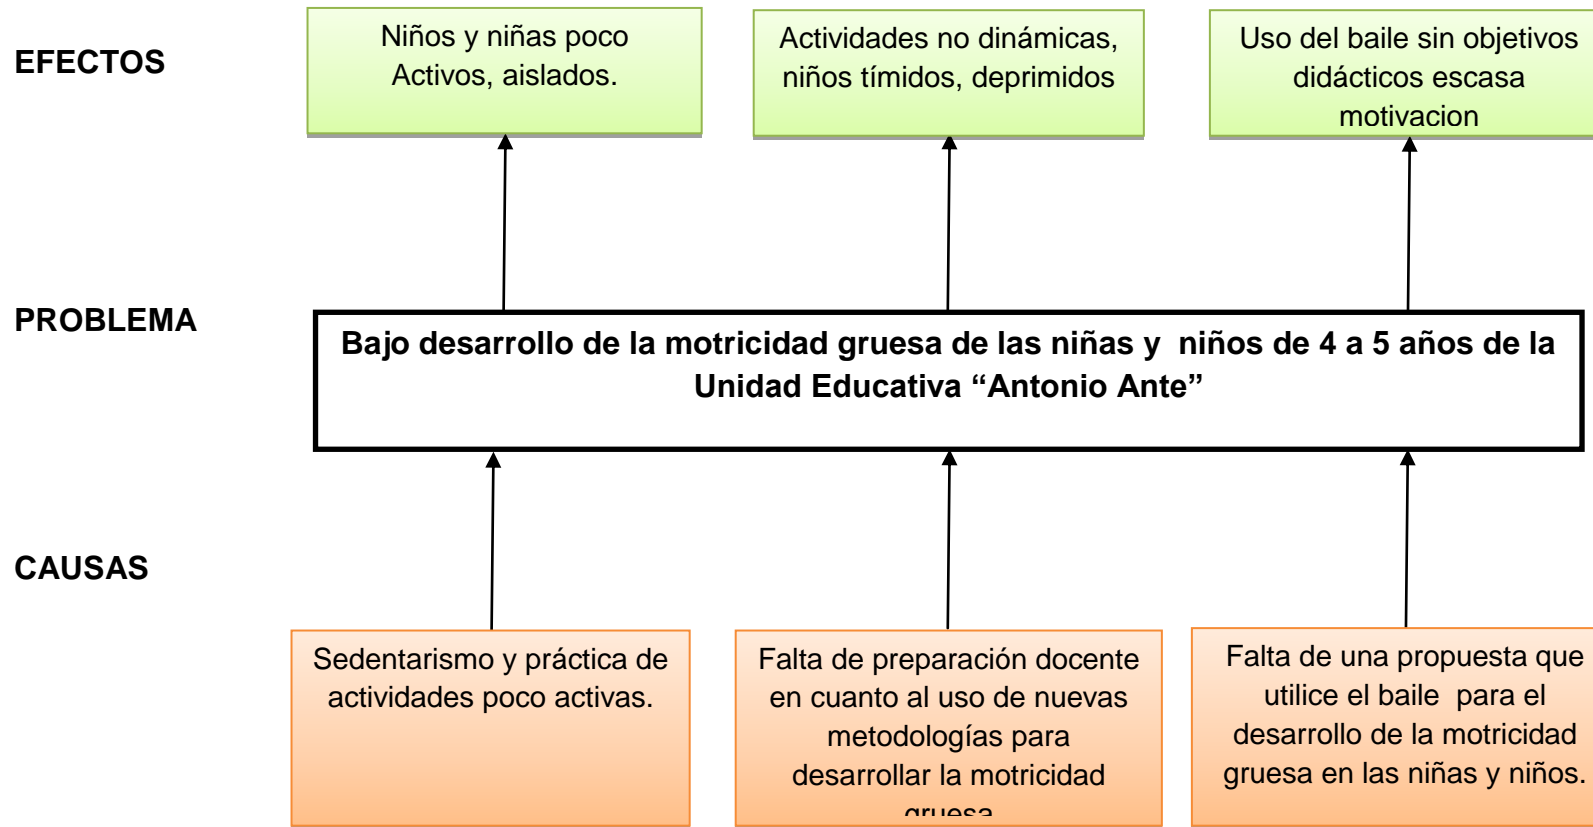 EFECTOS
Niños y niñas poco
Activos, aislados.
Actividades no dinámicas,
niños tímidos, deprimidos
Uso del baile sin objetivos
didácticos escasa
motivacion
PROBLEMA
Bajo desarrollo de la motricidad gruesa de las niñas y  niños de 4 a 5 años de la
Unidad Educativa “Antonio Ante”
CAUSAS
Sedentarismo y práctica de
actividades poco activas.
Falta de preparación docente
en cuanto al uso de nuevas
metodologías para
desarrollar la motricidad
gruesa
Falta de una propuesta que
utilice el baile  para el
desarrollo de la motricidad
gruesa en las niñas y niños.